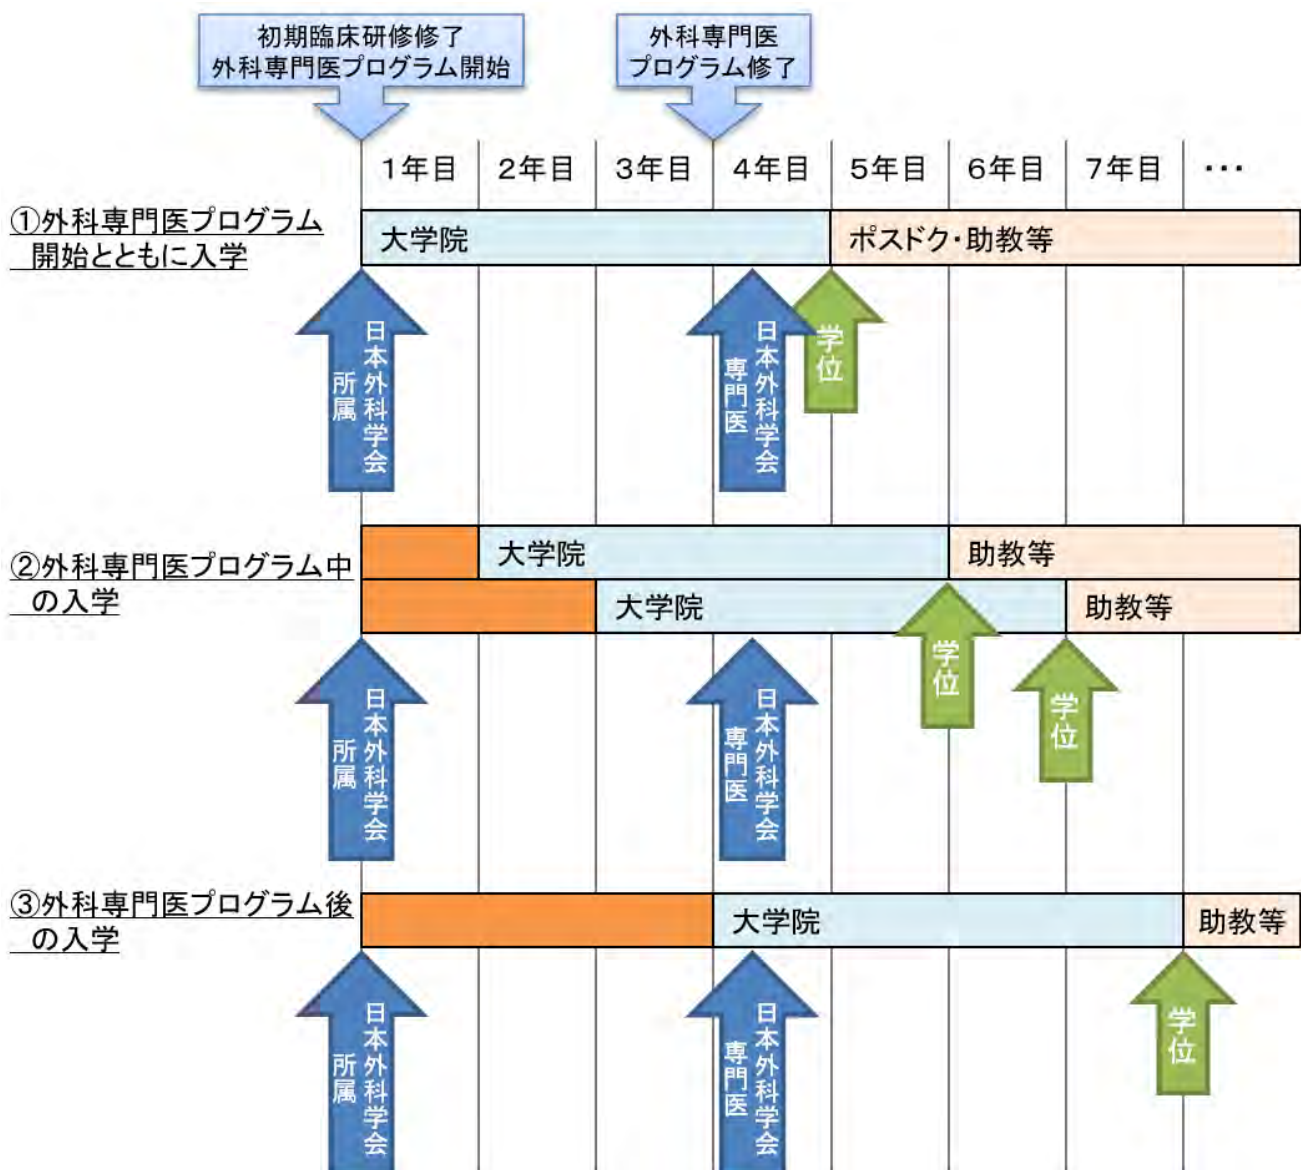 初期臨床研修修了
外科専門医プログラム開始
外科専門医
プログラム修了
1年目
2年目
3年目
4年目
5年目
6年目
7年目
・・・
①外科専門医プログラム
開始とともに入学
大学院
ポスドク・助教等
日本外科学会
所属
日本外科学会
専門医
学位
②外科専門医プログラム中
の入学
大学院
助教等
大学院
助教等
日本外科学会
所属
日本外科学会
専門医
学位
学位
③外科専門医プログラム後
の入学
大学院
助教等
日本外科学会
所属
日本外科学会
専門医
学位